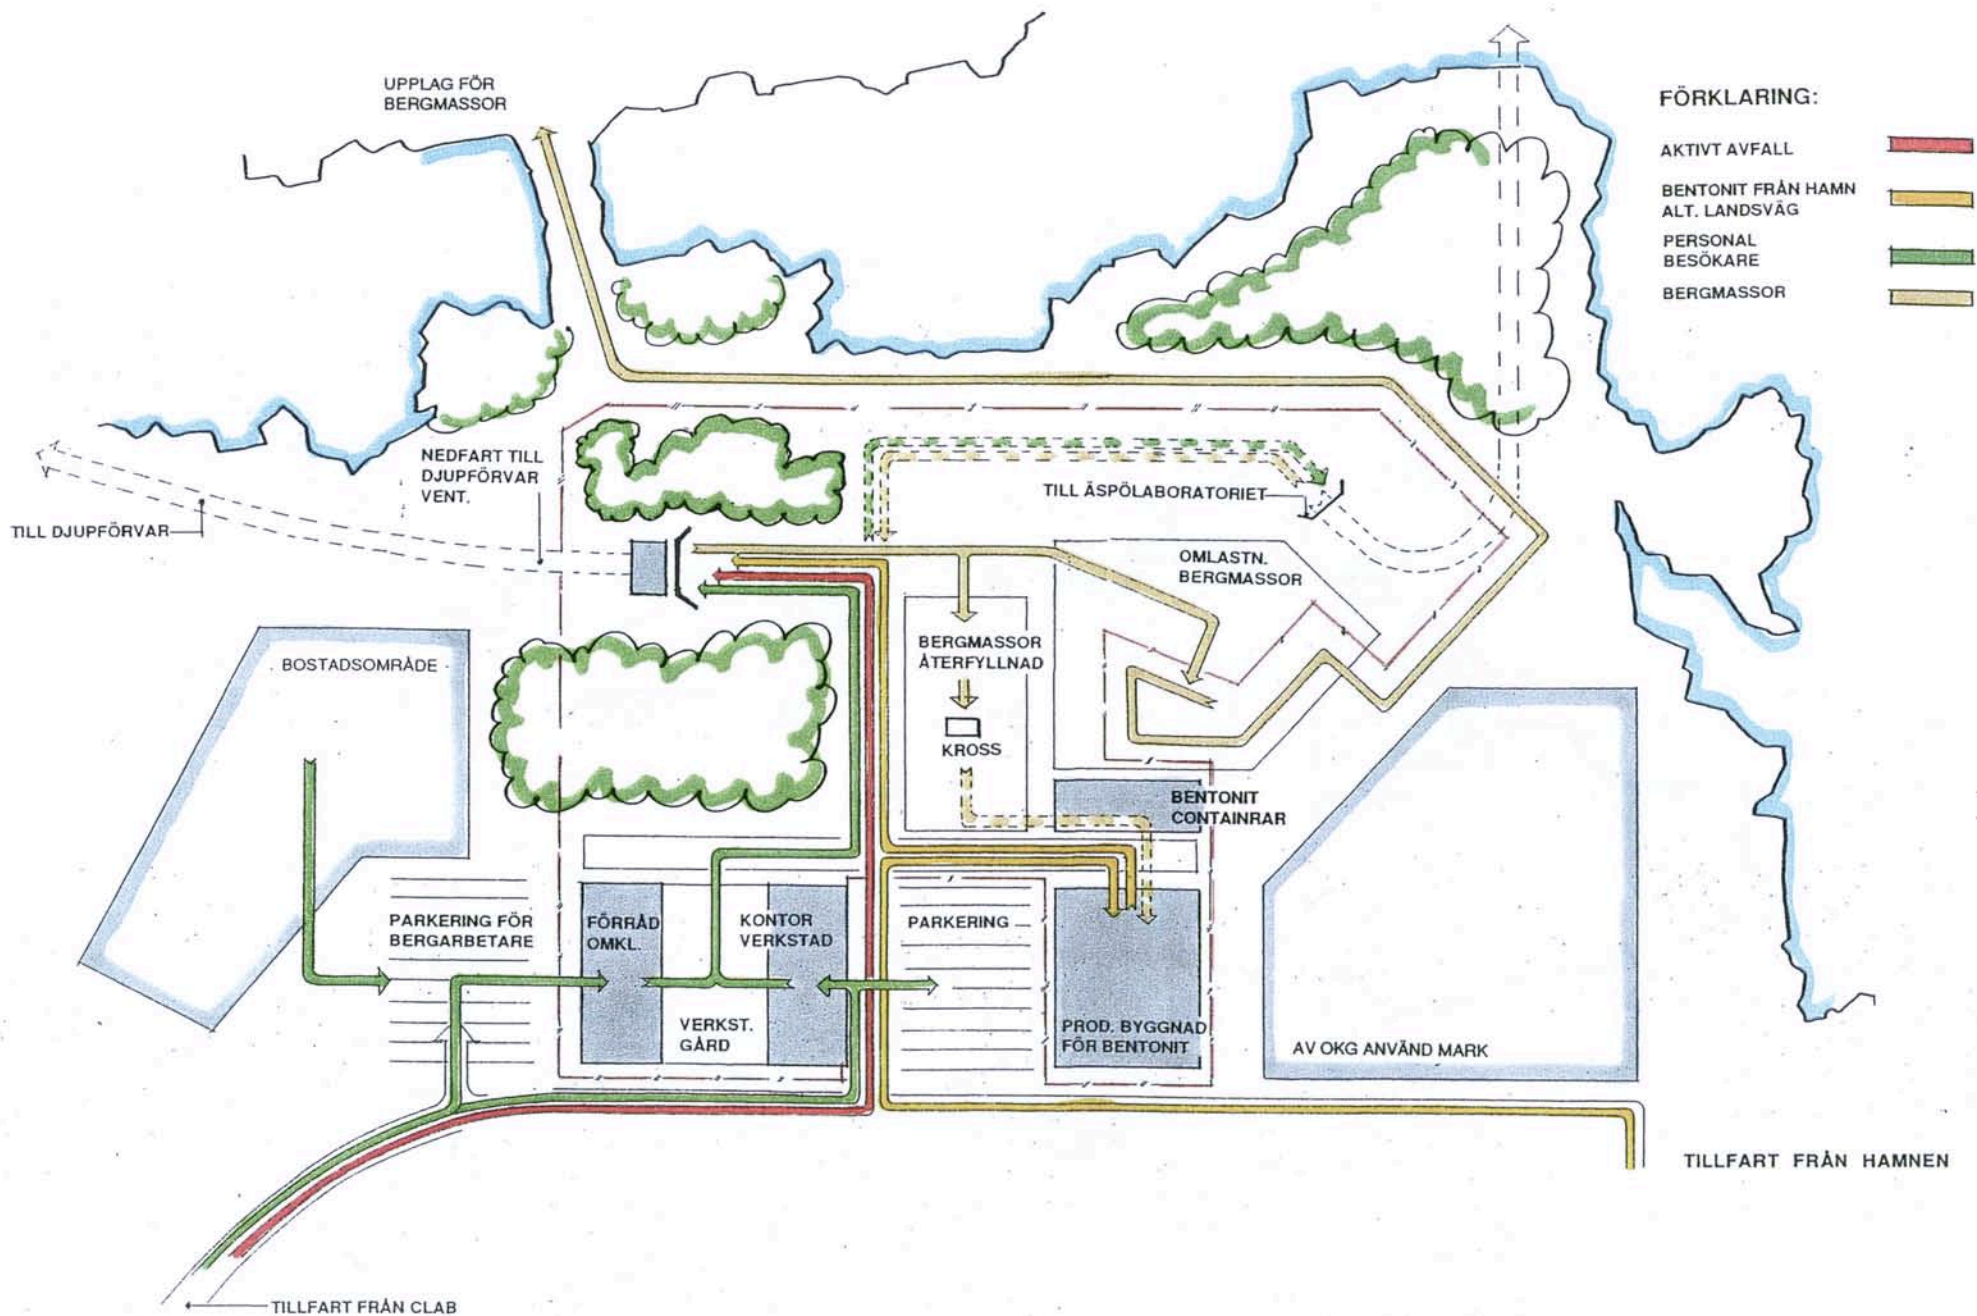 UPPLAG FÖR
BERGMASSOR
FÖRKLARING:
AKTIVT AVFALL
BENTONIT FRÅN HAMN
ALT. LANDSVÄG
PERSONAL
BESÖKARE
BERGMASSOR
NEDFART TILL
DJUPFÖRVAR
VENT.
TILL DJUPFÖRVAR
TILL ÄSPÖLABORATORIET
OMLASTN.
BERGMASSOR
BOSTADSOMRÅDE
BERGMASSOR
ÅTERFYLLNAD
KROSS
BENTONIT
CONTAINRAR
PARKERING FÖR
BERGARBETARE
FÖRRÅD
OMKL.
KONTOR
VERKSTAD
PARKERING
VERKST.
GÅRD
PROD. BYGGNAD
FÖR BENTONIT
AV OKG ANVÄND MARK
TILLFART FRÅN HAMNEN
TILLFART FRÅN CLAB